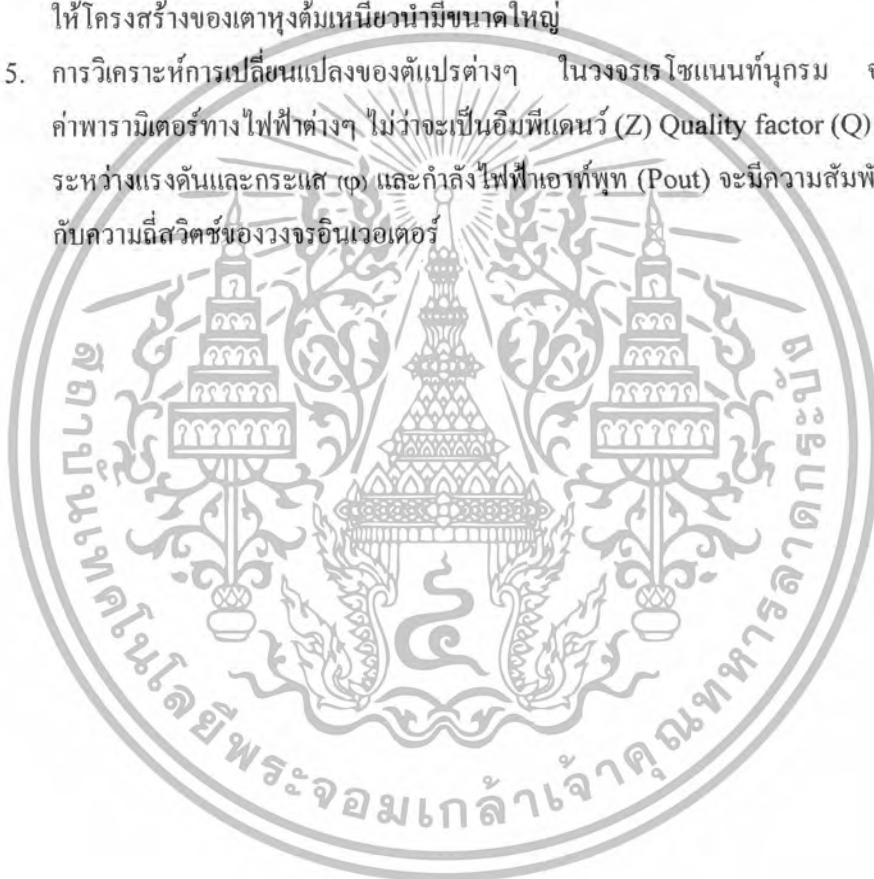 ให้โครงสร้างของเตาหุงต้มเหนี่ยวนำมีขนาดใหญ่
5. การวิเคราะห์การเปลี่ยนแปลงของตัแปรต่างๆ ในวงจรเรโซแนนท์นุกรม จ
ค่าพารามิเตอร์ทางไฟฟ้าต่างๆ ไม่ว่าจะเป็นอิมพีแดนว์ (Z) Quality factor (Q)
ระหว่างแรงดันและกระแส (φ) และกำลังไฟฟ้าเอาท์พุท (Pout) จะมีความสัมพั
กับความถี่สวิตช์ของวงจรอินเวอเตอร์
สถาบันเทคโนโลยีพระจอมเกล้าเจ้าคุณทหารลาดกระบัง